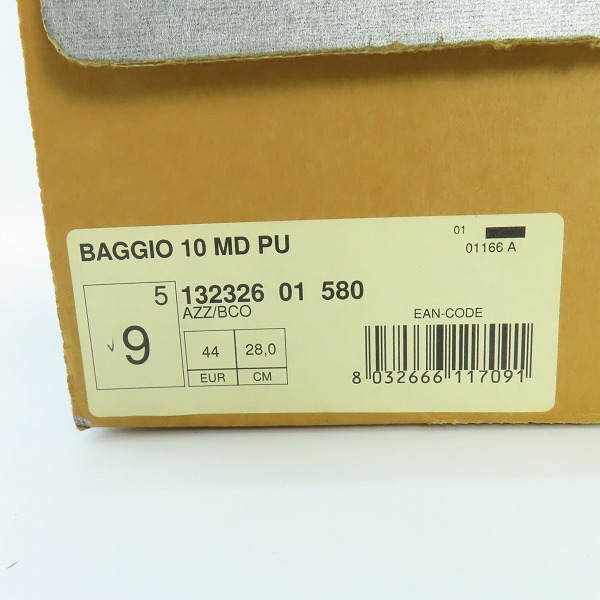 BAGGIO 10 MD PU
01
01166 A
9 5
132326 01 580
AZZ/BCO
44 28,0
EUR CM
EAN-CODE
8 032666 117091